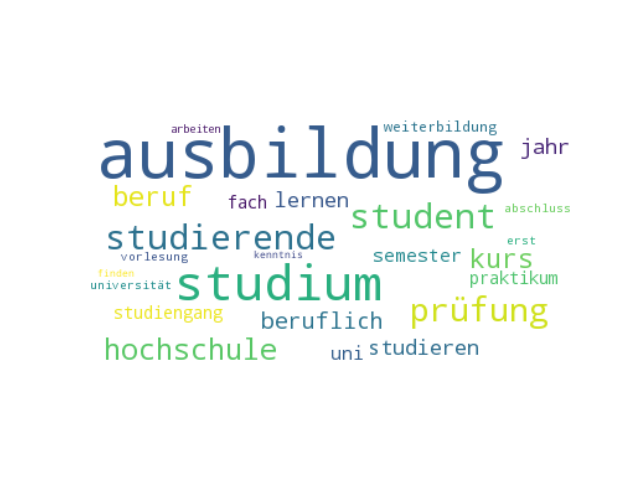 arbeiten weiterbildung
ausbildung jahr
beruf fach lernen
student abschluss
studierende erst
vorlesung kenntnis semester kurs
finden studium praktikum
universität
studiengang beruflich prüfung
hochschule uni studieren